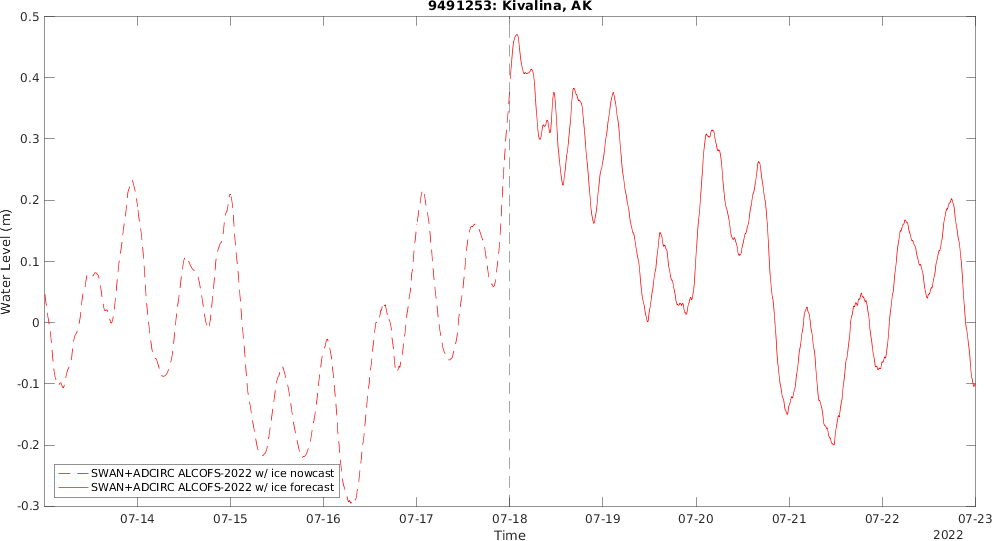 9491253: Kivalina, AK
0.5
0.4
0.3
0.2
0.1
0
-0.1
-0.2
-0.3
Water Level (m)
SWAN+ADCIRC ALCOFS-2022 w/ ice nowcast
SWAN+ADCIRC ALCOFS-2022 w/ ice forecast
07-14 07-15 07-16 07-17 07-18 07-19 07-20 07-21 07-22 07-23
Time
2022